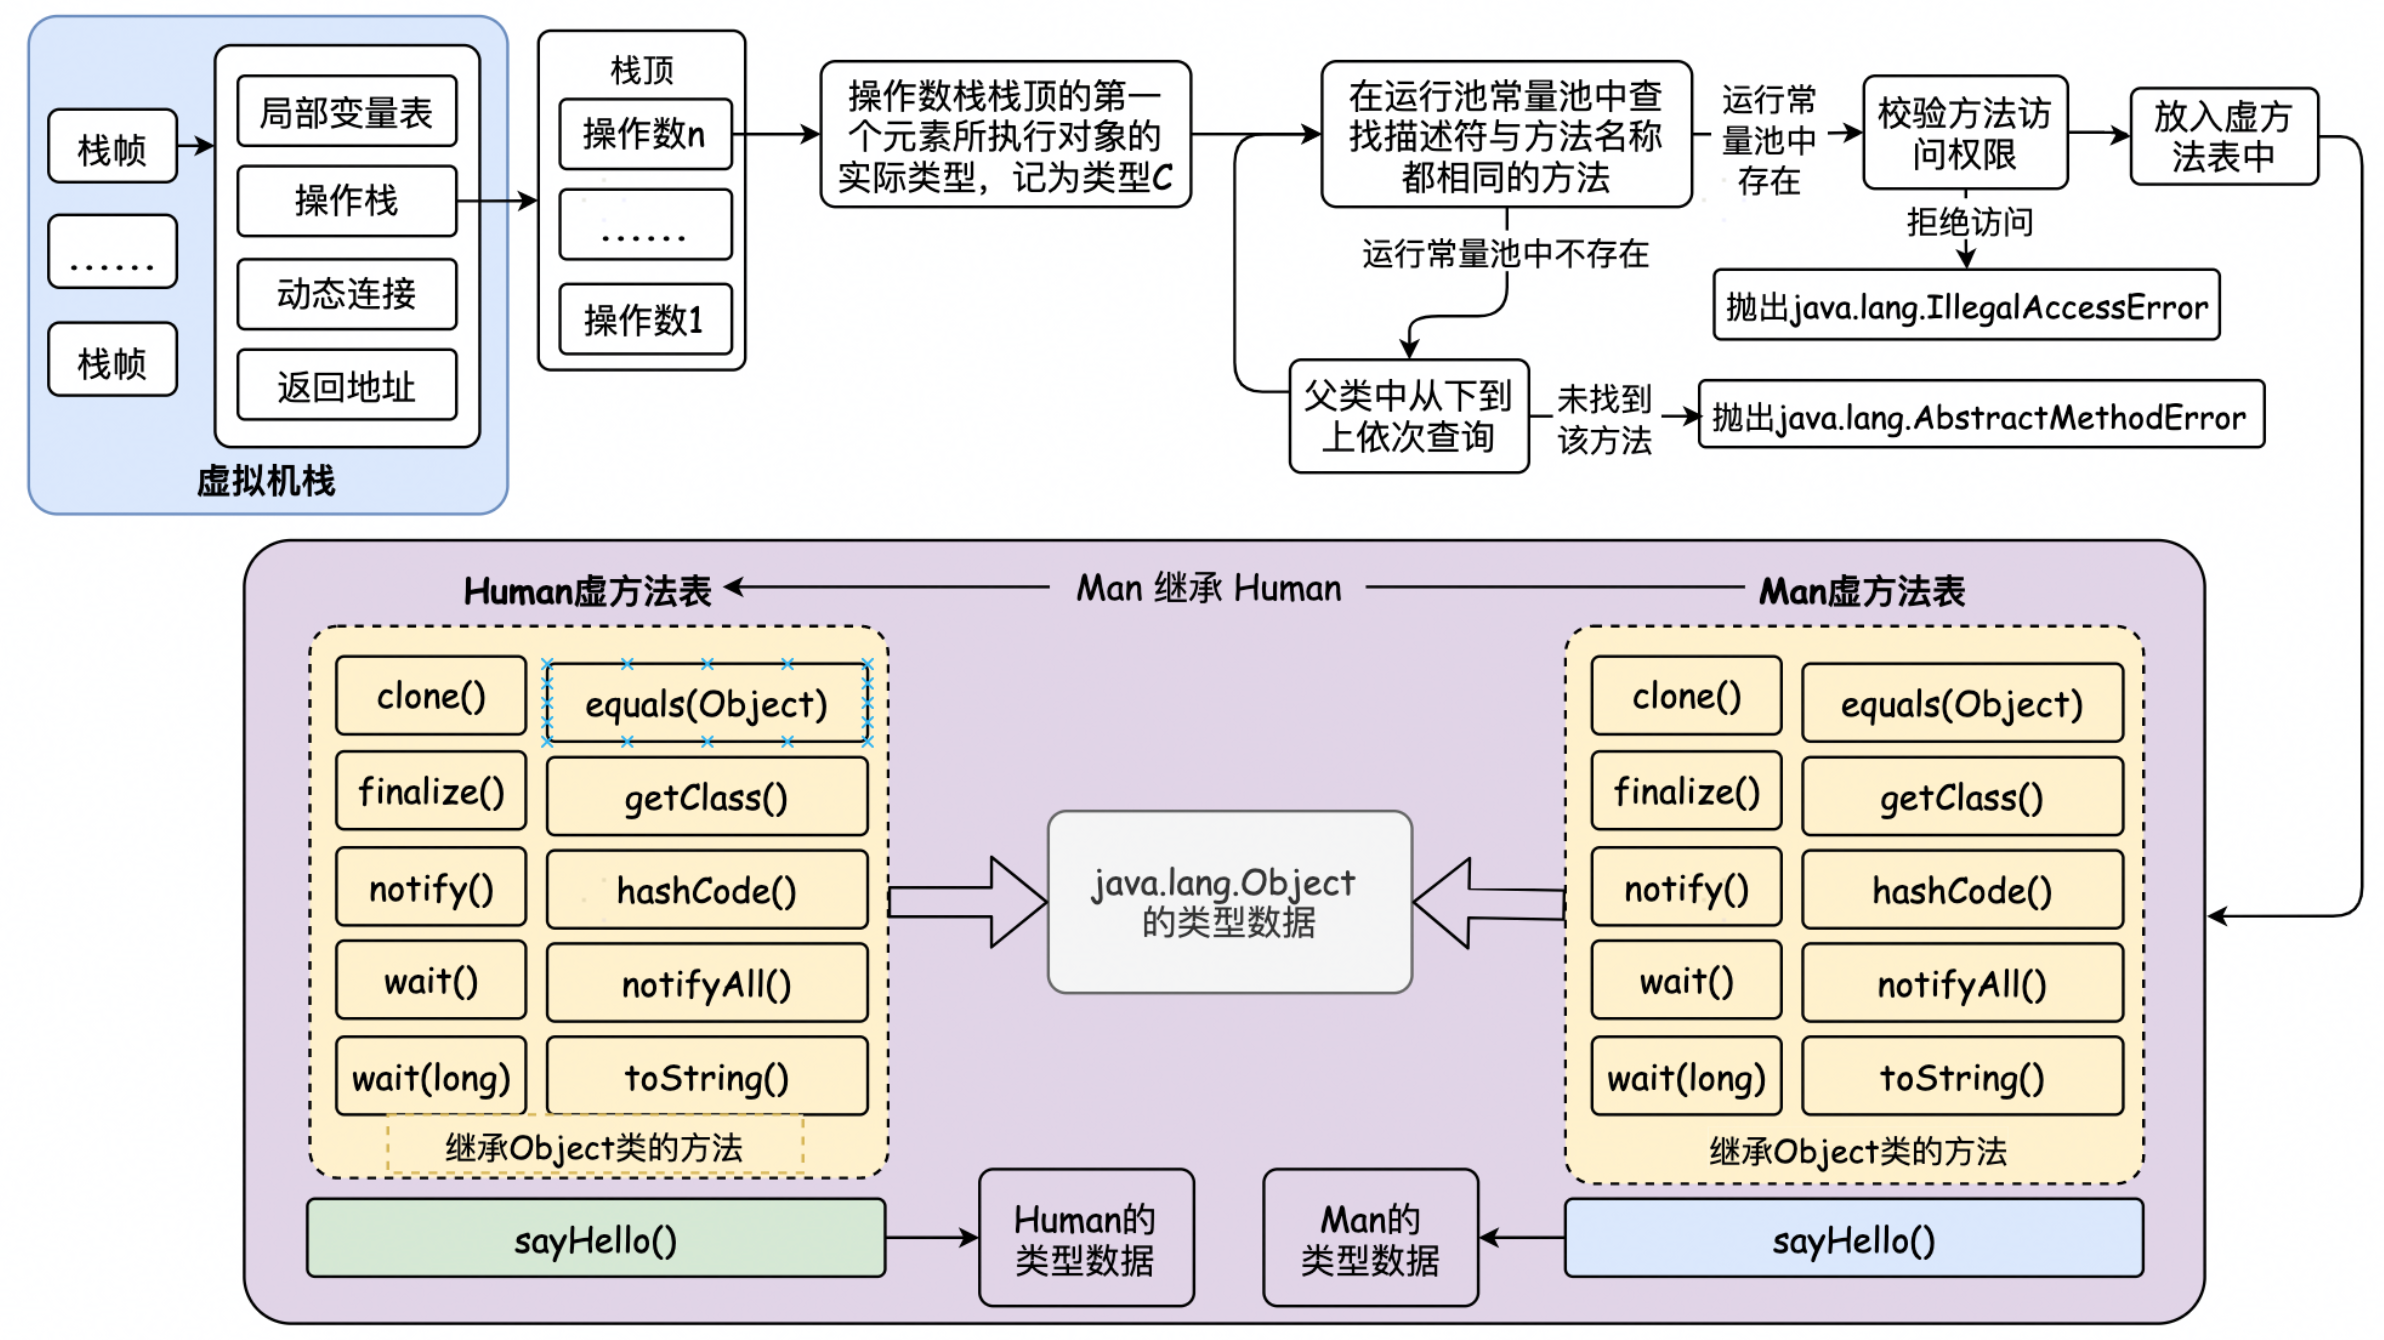 栈帧
......
栈帧
局部变量表
操作栈
动态连接
返回地址
虚拟机栈
栈顶
操作数n
......
操作数1
操作数栈栈顶的第一
个元素所执行对象的
实际类型，记为类型C
在运行池常量池中查
找描述符与方法名称
都相同的方法
运行常
量池中
存在
校验方法访
问权限
放入虚方
法表中
拒绝访问
抛出java.lang.IllegalAccessError
运行常量池中不存在
父类中从下到
上依次查询
未找到
该方法
抛出java.lang.AbstractMethodError
Human虚方法表
Man 继承 Human
Man虚方法表
clone()
equals(Object)
finalize()
getClass()
notify()
hashCode()
wait()
notifyAll()
wait(long)
toString()
继承Object类的方法
sayHello()
java.lang.Object
的类型数据
Human的
类型数据
Man的
类型数据
clone()
equals(Object)
finalize()
getClass()
notify()
hashCode()
wait()
notifyAll()
wait(long)
toString()
继承Object类的方法
sayHello()